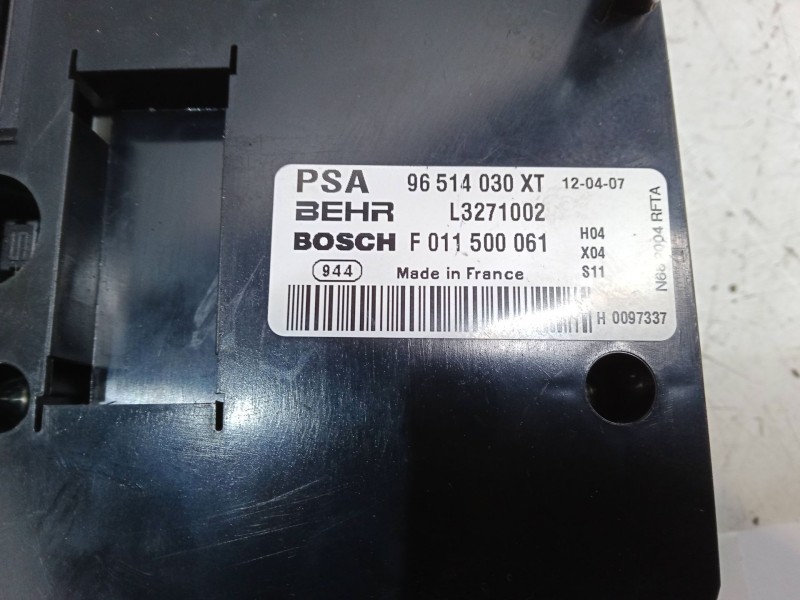 PSA 96 514 030 XT 12-04-07
BEHR L3271002
BOSCH F 011 500 061
H04
X04
S11
944 Made in France
H 0097337
RFTA